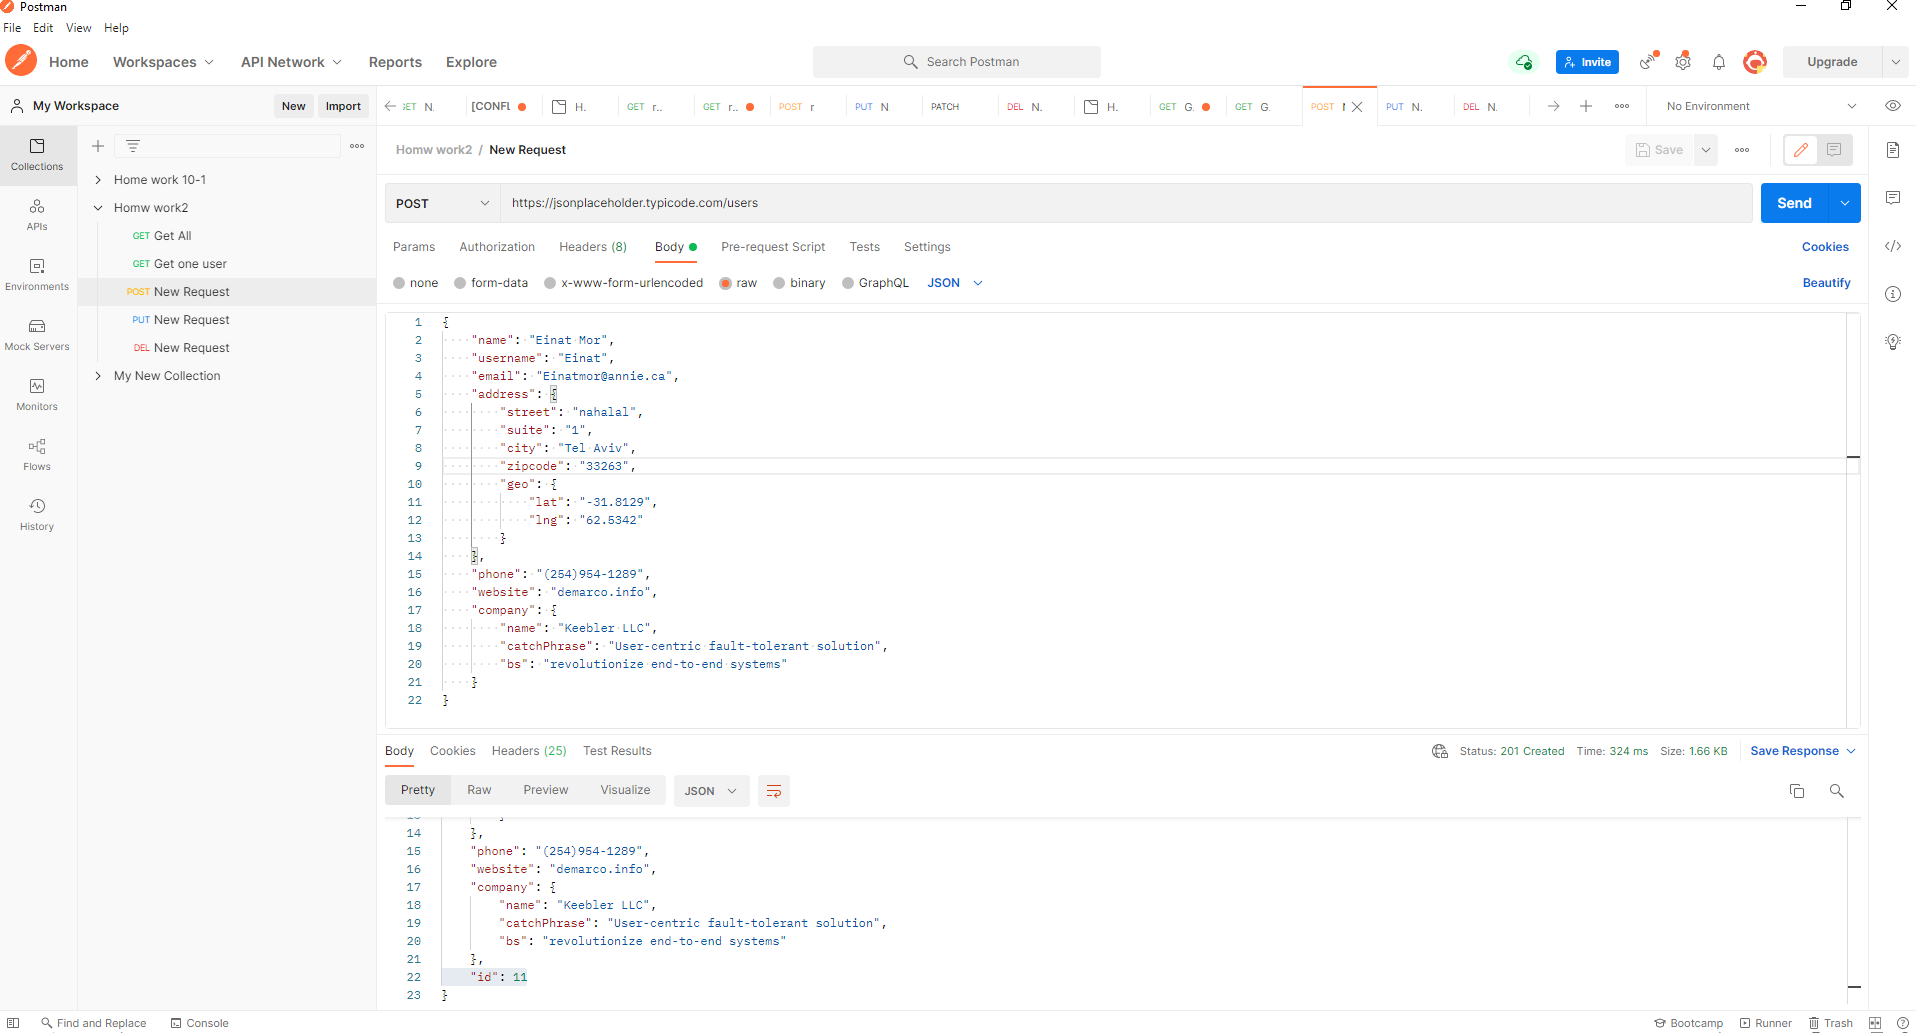 Postman
File Edit View Help
Home Workspaces API Network Reports Explore Search Postman Invite Upgrade
My Workspace New Import GET N. [CONFL H. GET r.. GET r.. POST r PUT N PATCH DEL N. H. GET G. GET G. POST PUT N. DEL N. No Environment
Collections
APIs
Environments
Mock Servers
Monitors
Flows
History
Home work 10-1
Homw work2
GET Get All
GET Get one user
POST New Request
PUT New Request
DEL New Request
My New Collection
Homw work2 / New Request Save
POST https://jsonplaceholder.typicode.com/users Send
Params Authorization Headers (8) Body Pre-request Script Tests Settings Cookies
none form-data x-www-form-urlencoded raw binary GraphQL JSON Beautify
1 {
2 "name": "Einat Mor",
3 "username": "Einat",
4 "email": "Einatmor@annie.ca",
5 "address": {
6 "street": "nahalal",
7 "suite": "1",
8 "city": "Tel Aviv",
9 "zipcode": "33263",
10 "geo": {
11 "lat": "-31.8129",
12 "lng": "62.5342"
13 }
14 },
15 "phone": "(254)954-1289",
16 "website": "demarco.info",
17 "company": {
18 "name": "Keebler LLC",
19 "catchPhrase": "User-centric fault-tolerant solution",
20 "bs": "revolutionize end-to-end systems"
21 }
22 }
Body Cookies Headers (25) Test Results Status: 201 Created Time: 324 ms Size: 1.66 KB Save Response
Pretty Raw Preview Visualize JSON
14 },
15 "phone": "(254)954-1289",
16 "website": "demarco.info",
17 "company": {
18 "name": "Keebler LLC",
19 "catchPhrase": "User-centric fault-tolerant solution",
20 "bs": "revolutionize end-to-end systems"
21 },
22 "id": 11
23 }
Find and Replace Console Bootcamp Runner Trash